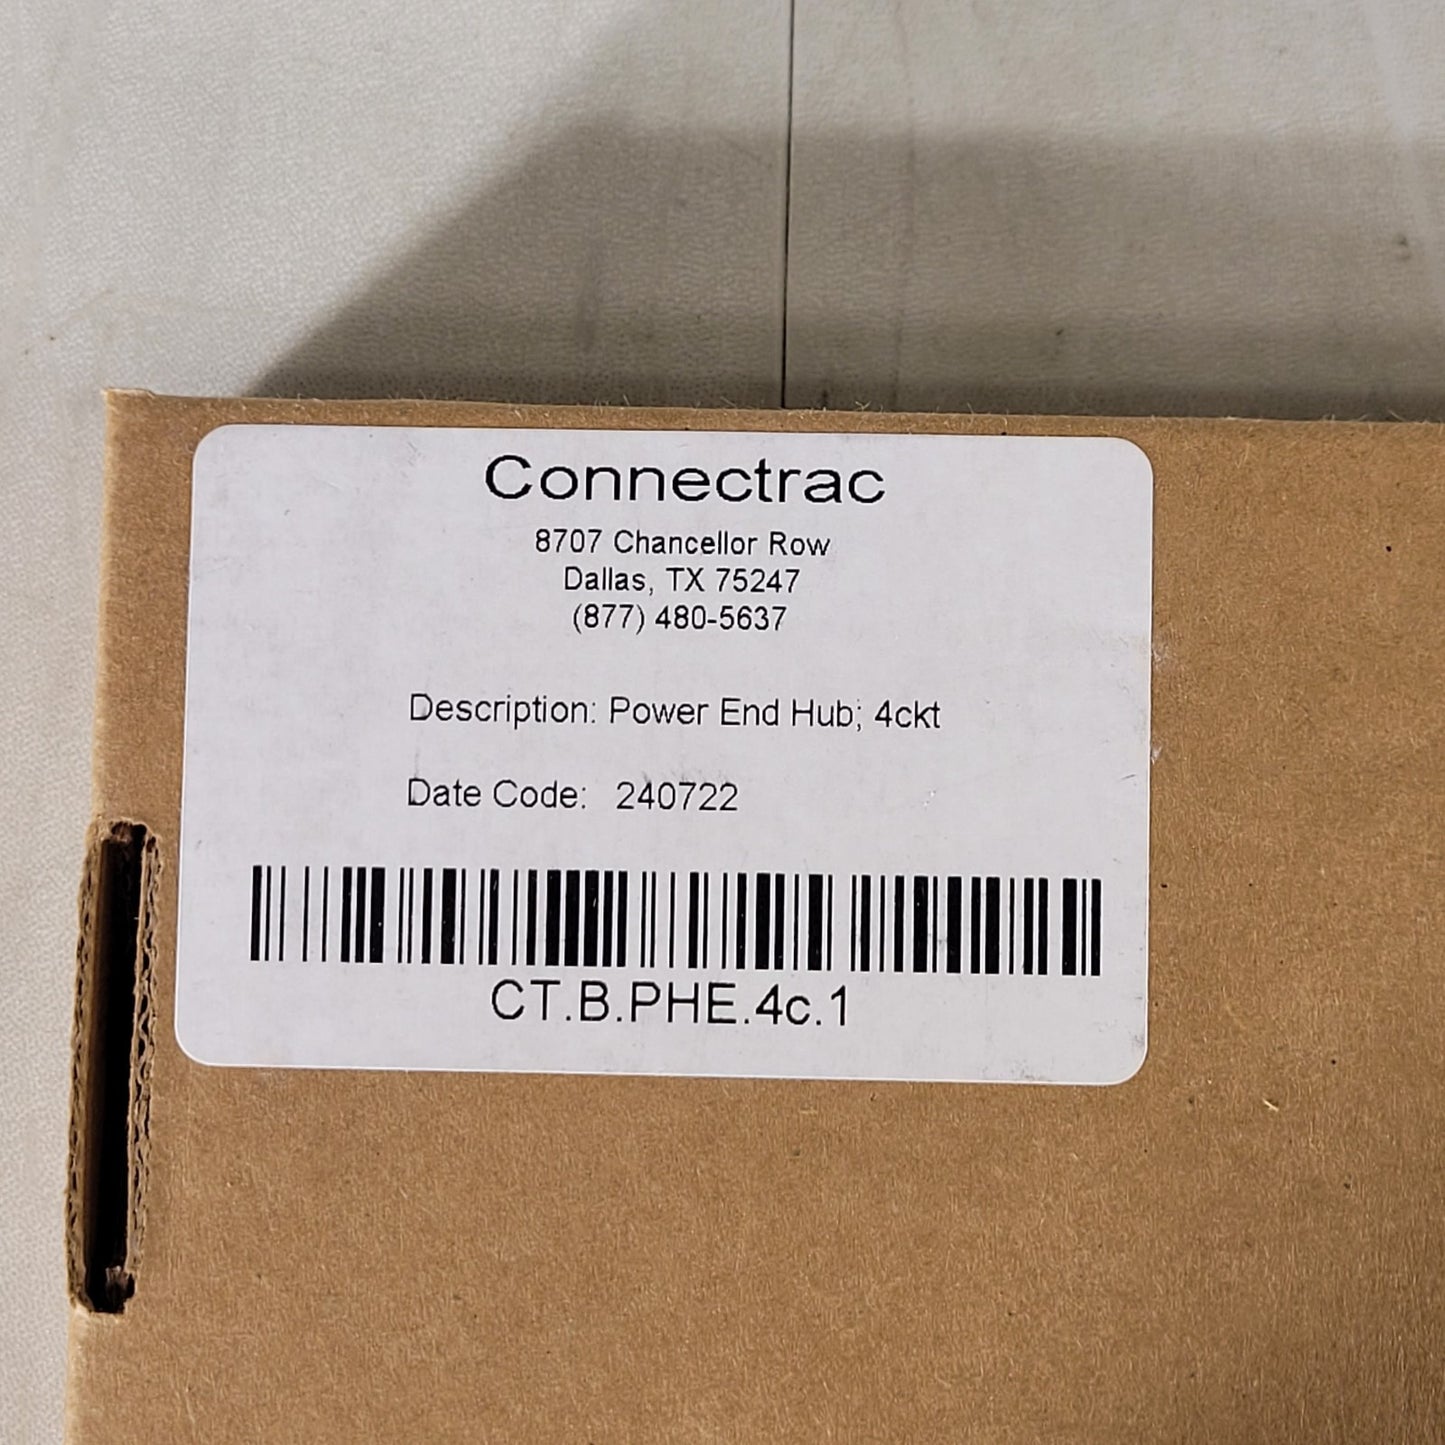 Connectrac
8707 Chancellor Row
Dallas, TX 75247
(877) 480-5637
Description: Power End Hub; 4ckt
Date Code: 240722
CT.B.PHE.4c.1